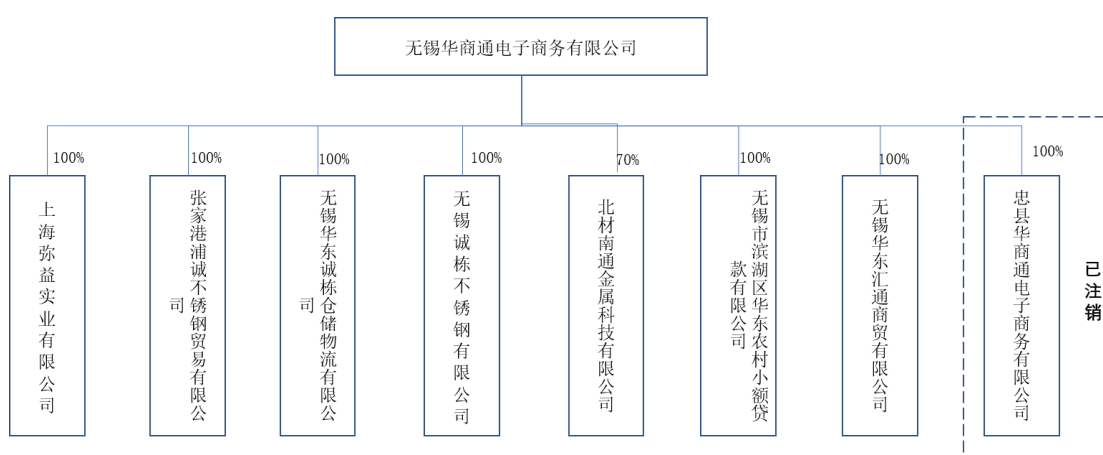 无锡华商通电子商务有限公司
100%
100%
100%
100%
70%
100%
100%
100%
上海弥益实业有限公司
张家港浦诚不锈钢贸易有限公
司
无锡华东诚栋仓储物流有限公
司
无锡诚栋不锈钢有限公司
北材南通金属科技有限公司
无锡市滨湖区华东农村小额贷
款有限公司
无锡华东汇通商贸有限公司
忠县华商通电子商务有限公司
已注销